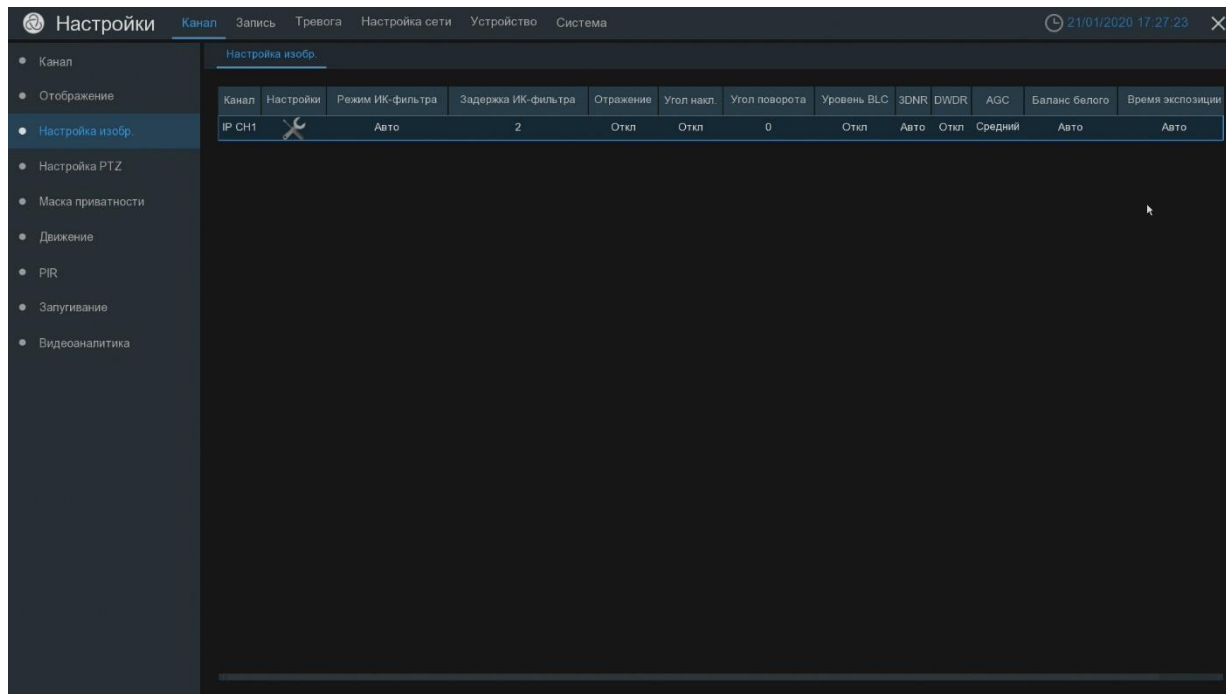 Настройки Канал Запись Тревога Настройка сети Устройство Система 21/01/2020 17:27:23
Канал
Отображение
Настройка изобр.
Настройка PTZ
Маска приватности
Движение
PIR
Запугивание
Видеоаналитика
Настройка изобр.
Канал Настройки Режим ИК-фильтра Задержка ИК-фильтра Отражение Угол накл. Угол поворота Уровень BLC 3DNR DWDR AGC Баланс белого Время экспозиции
IP CH1 Авто 2 Откл Откл 0 Откл Авто Откл Средний Авто Авто